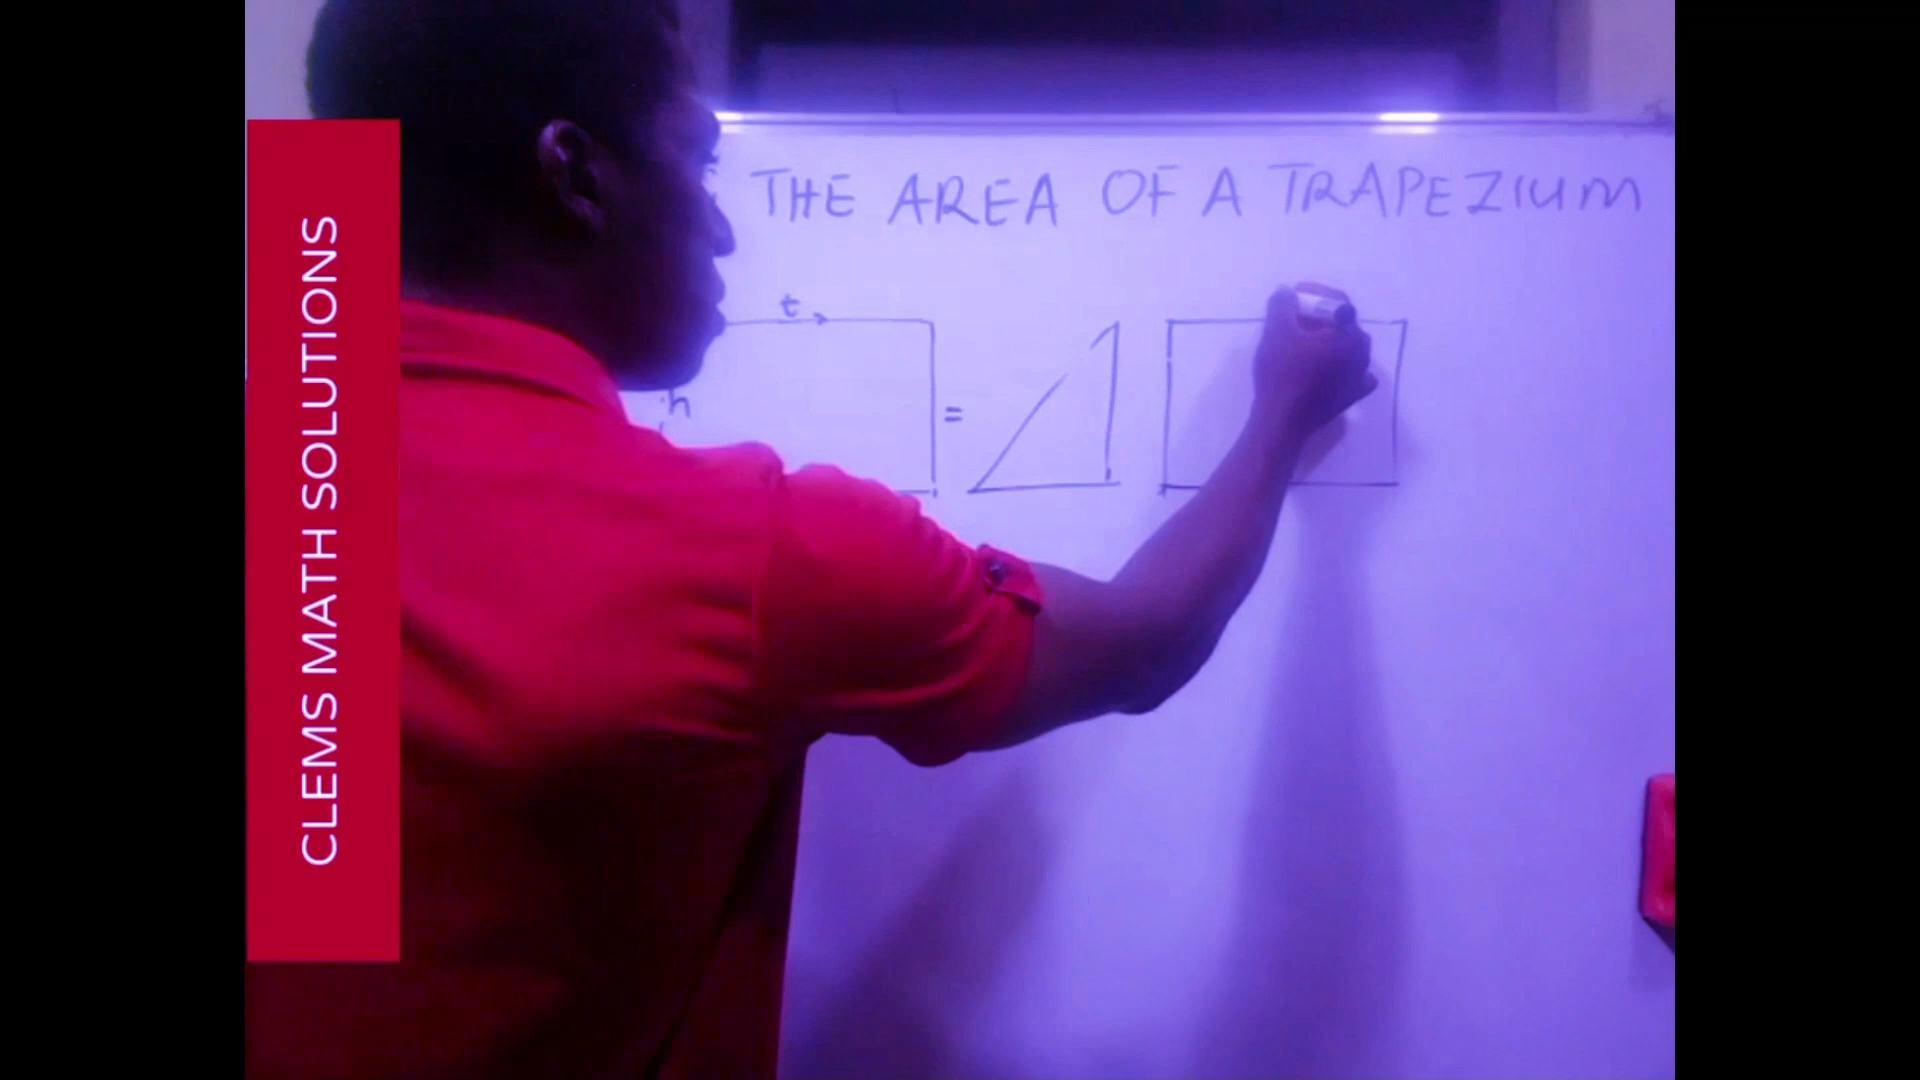 CLEMS MATH SOLUTIONS
THE AREA OF A TRAPEZIUM
t
h
=